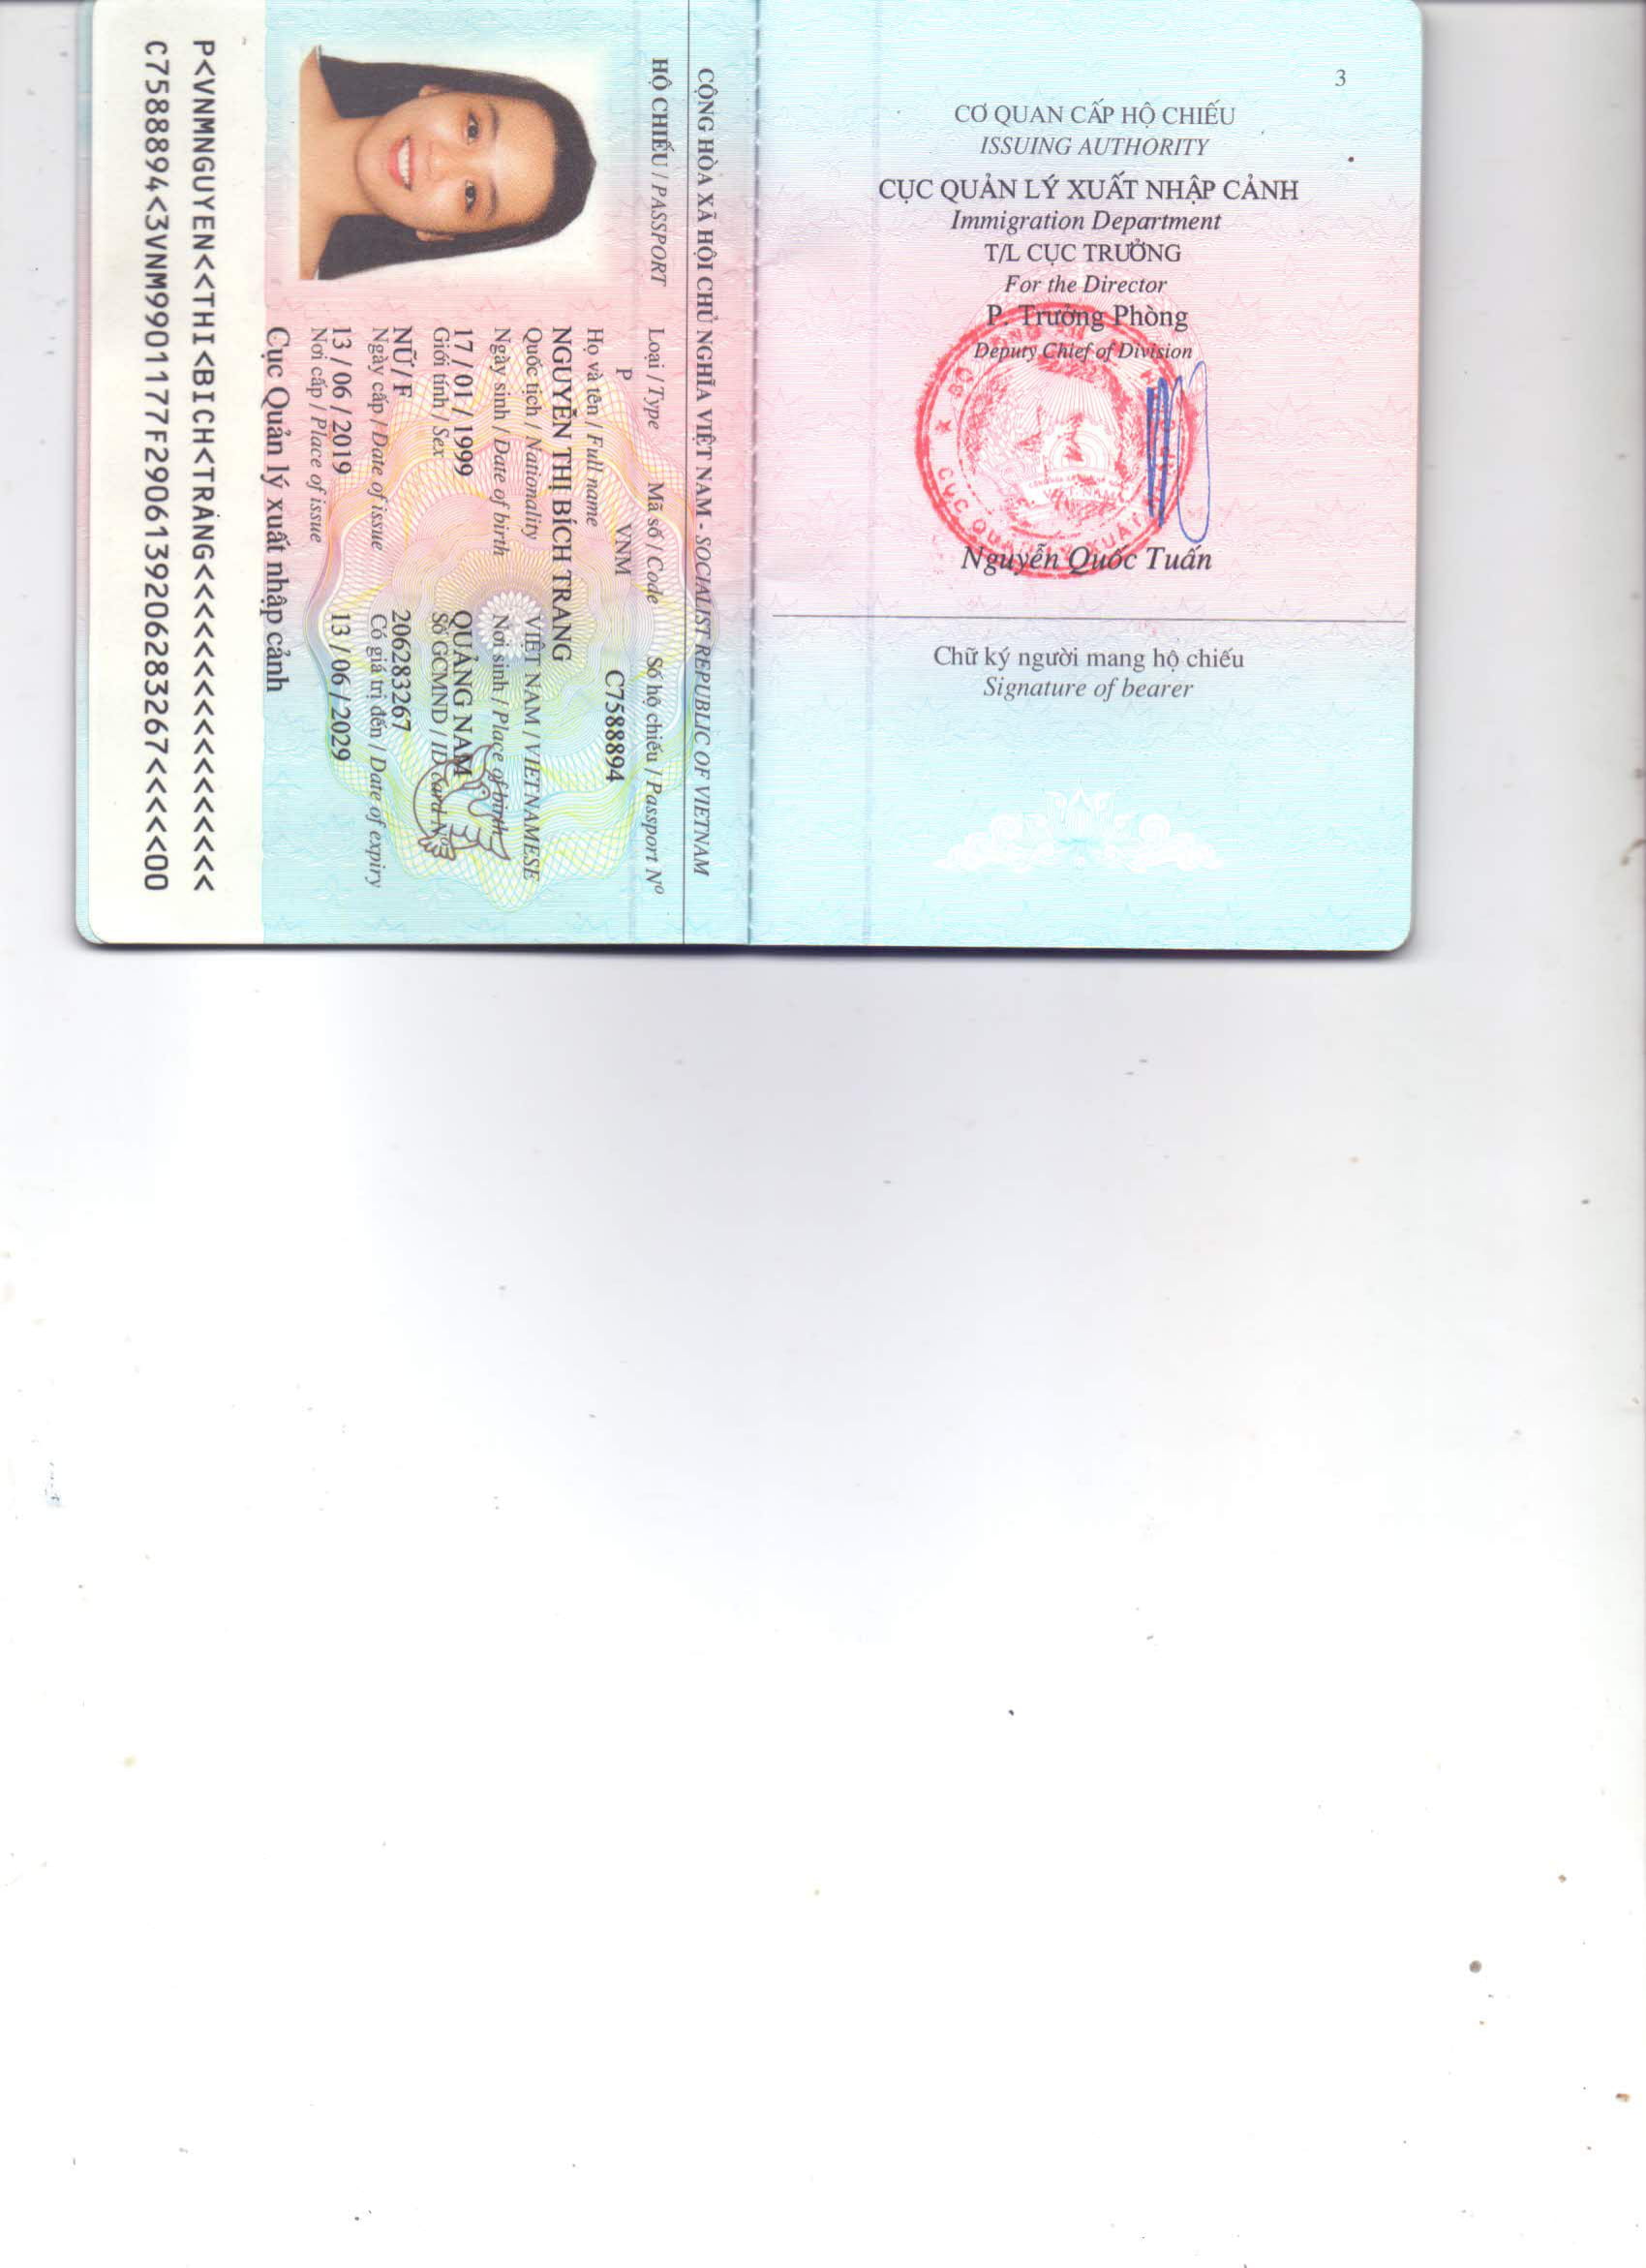 3
CƠ QUAN CẤP HỘ CHIẾU
ISSUING AUTHORITY
CỤC QUẢN LÝ XUẤT NHẬP CẢNH
Immigration Department
T/L CỤC TRƯỞNG
For the Director
P. Trưởng Phòng
Deputy Chief of Division
Nguyễn Quốc Tuấn
Chữ ký người mang hộ chiếu
Signature of bearer
CỘNG HÒA XÃ HỘI CHỦ NGHĨA VIỆT NAM - SOCIALIST REPUBLIC OF VIETNAM
HỘ CHIẾU / PASSPORT Loại / Type Mã số / Code Số hộ chiếu / Passport Nº
P VNM C7588894
Họ và tên / Full name
NGUYỄN THỊ BÍCH TRANG
Quốc tịch / Nationality VIỆT NAM / VIETNAMESE
Ngày sinh / Date of birth Nơi sinh / Place of birth
17 / 01 / 1999 QUẢNG NAM
Giới tính / Sex Số GCMND / ID card Nº
NỮ / F 206283267
Ngày cấp / Date of issue Có giá trị đến / Date of expiry
13 / 06 / 2019 13 / 06 / 2029
Nơi cấp / Place of issue
Cục Quản lý xuất nhập cảnh
P<VNMNGUYEN<<THI<BICH<TRANG<<<<<<<<<<<<<<<<<
C7588894<3VNM9901177F2906139206283267<<<<<00